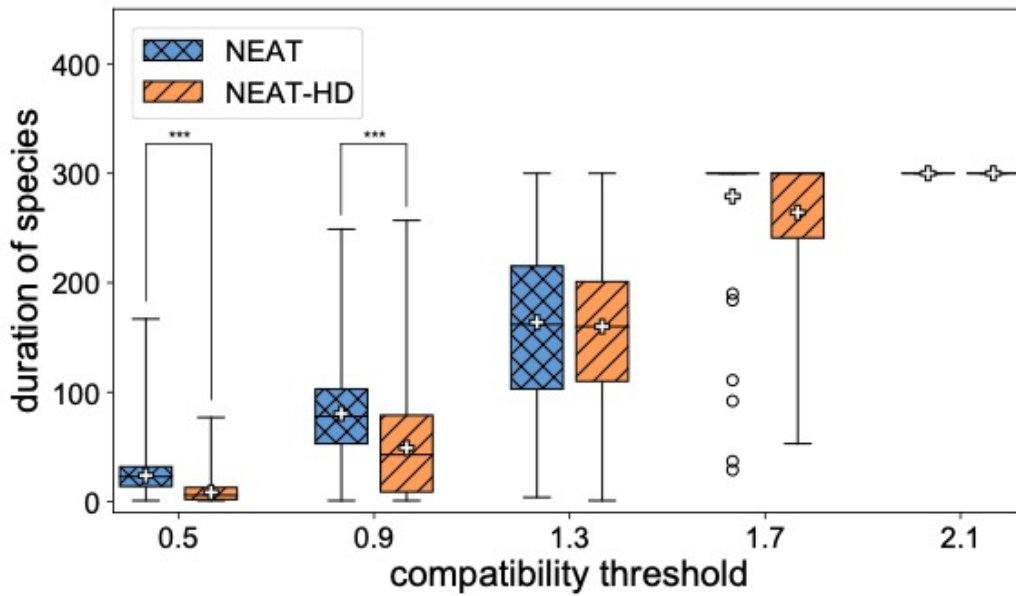 NEAT
NEAT-HD
*** ***
duration of species
400
300
200
100
0
0.5 0.9 1.3 1.7 2.1
compatibility threshold